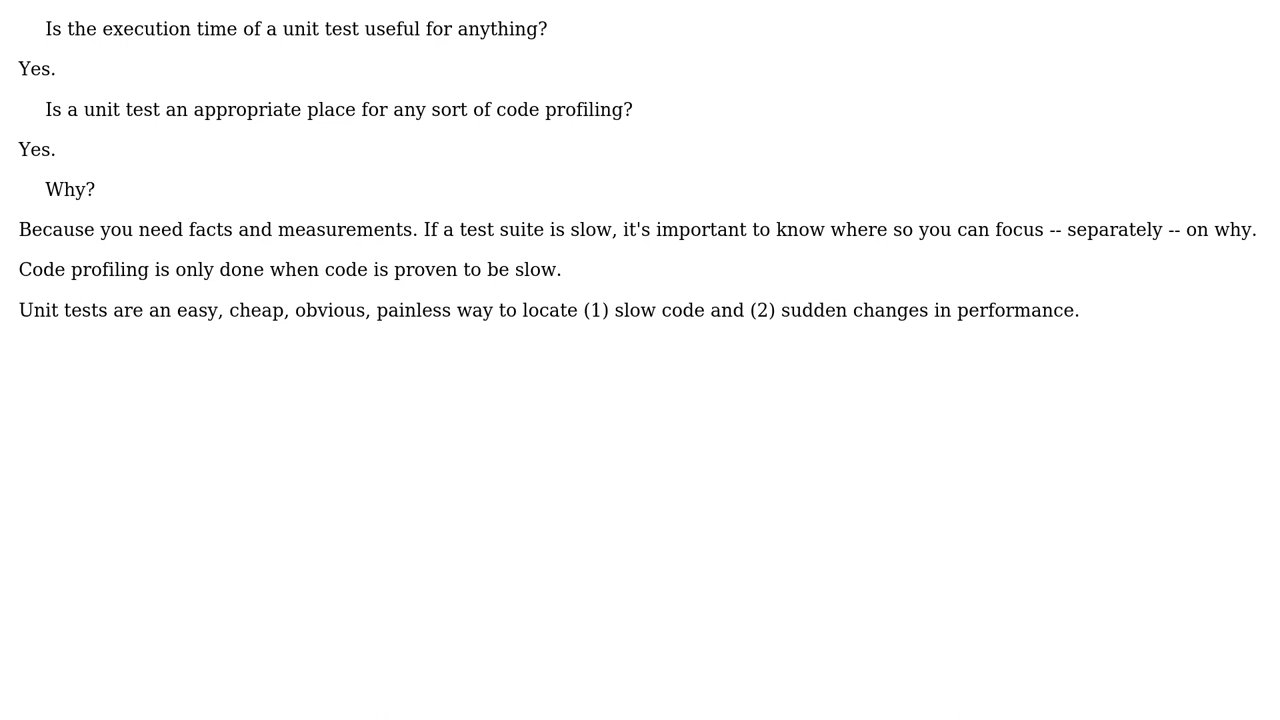 Is the execution time of a unit test useful for anything?
Yes.
Is a unit test an appropriate place for any sort of code profiling?
Yes.
Why?
Because you need facts and measurements. If a test suite is slow, it's important to know where so you can focus -- separately -- on why.
Code profiling is only done when code is proven to be slow.
Unit tests are an easy, cheap, obvious, painless way to locate (1) slow code and (2) sudden changes in performance.